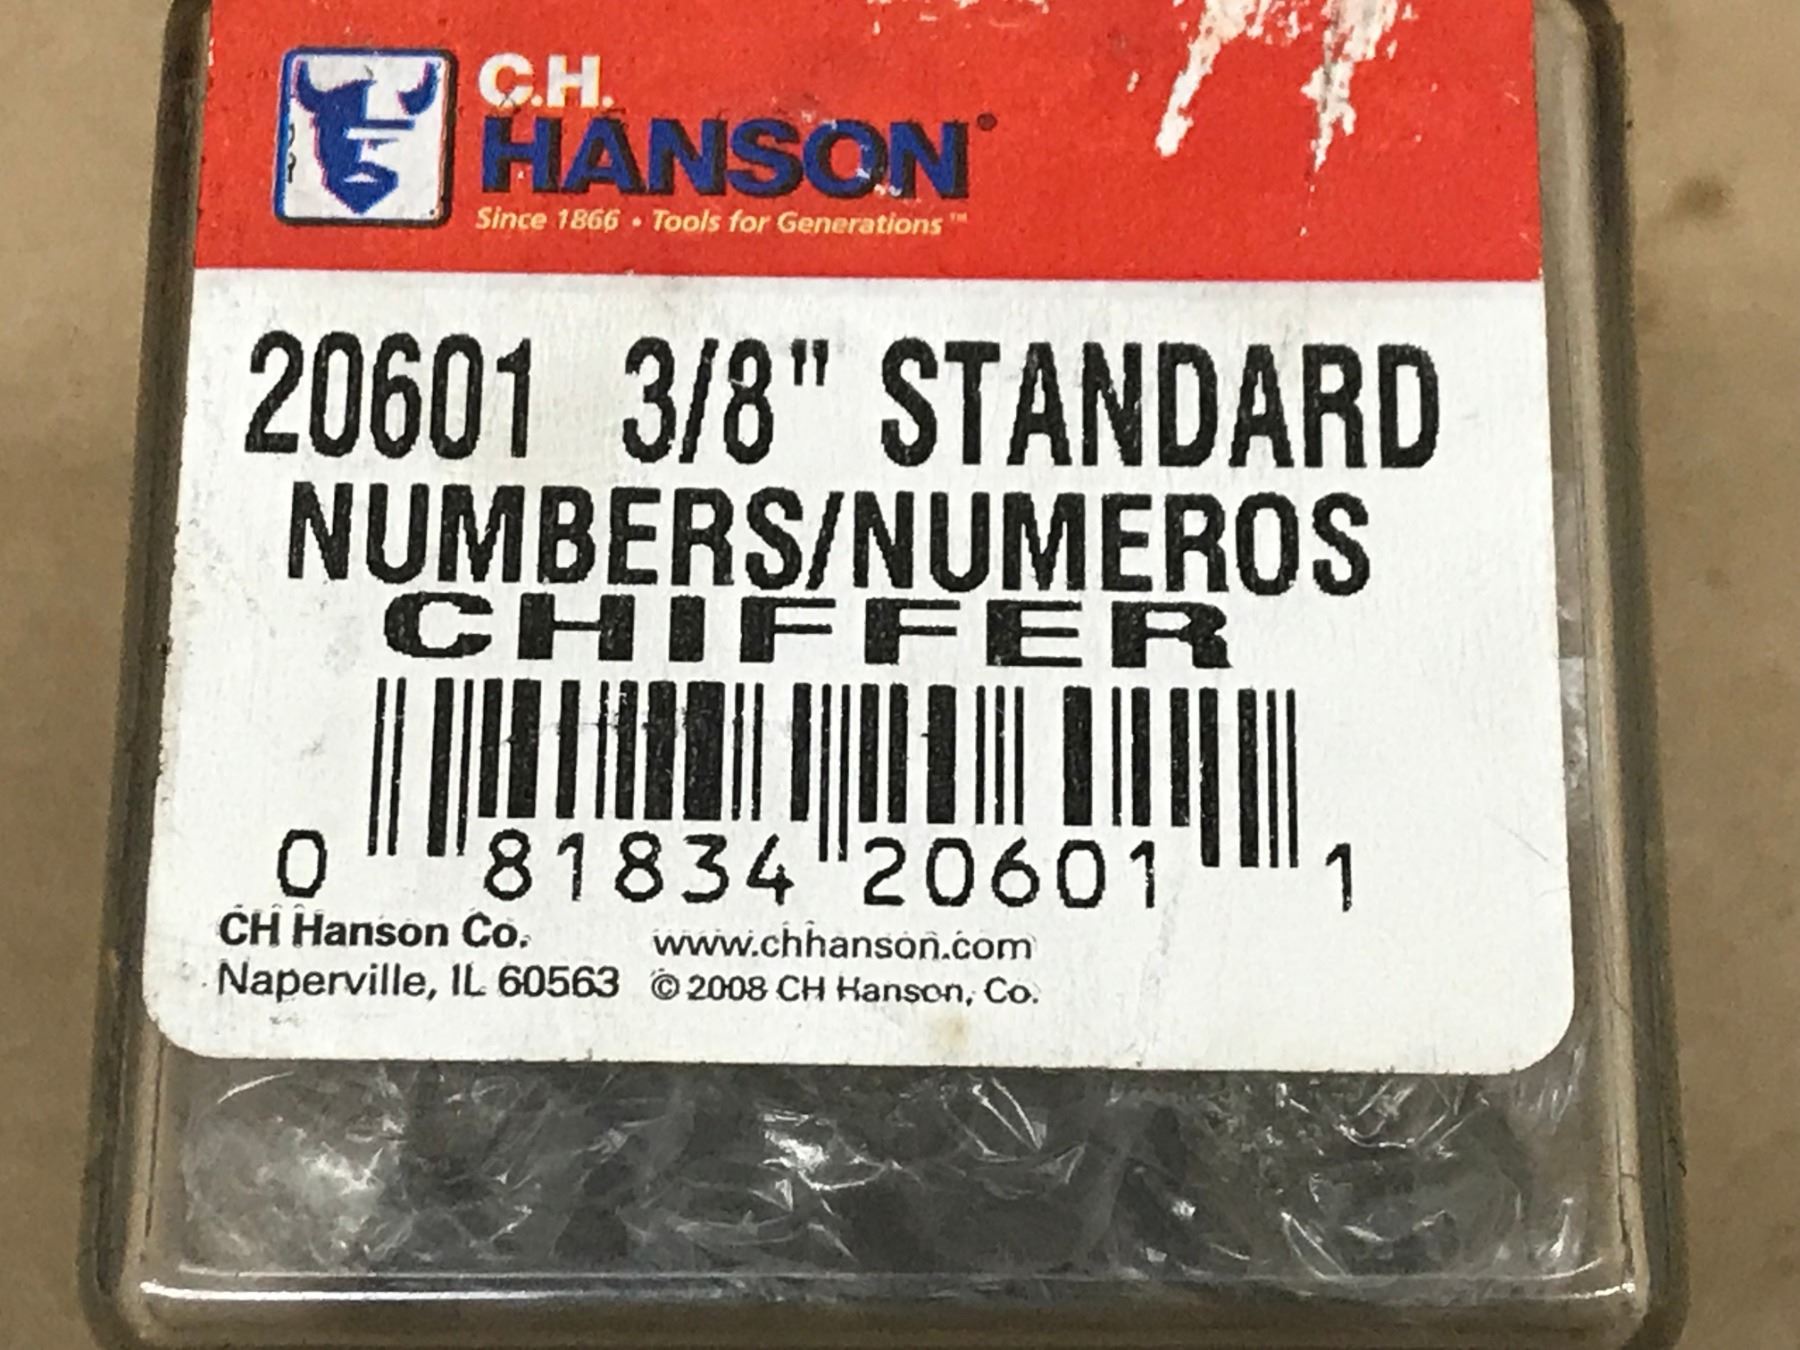 C.H.
HANSON®
Since 1866 • Tools for Generations™
20601 3/8" STANDARD
NUMBERS/NUMEROS
CHIFFER
0 81834 20601 1
CH Hanson Co. www.chhanson.com
Naperville, IL 60563 © 2008 CH Hanson, Co.